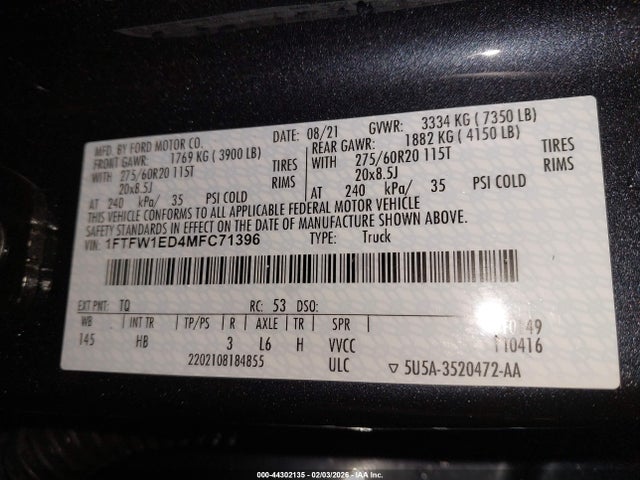 MFD. BY FORD MOTOR CO.
DATE: 08/21 GVWR: 3334 KG ( 7350 LB)
FRONT GAWR: 1769 KG ( 3900 LB) REAR GAWR: 1882 KG ( 4150 LB)
WITH 275/60R20 115T TIRES WITH 275/60R20 115T TIRES
20x8.5J RIMS 20x8.5J RIMS
AT 240 kPa/ 35 PSI COLD AT 240 kPa/ 35 PSI COLD
THIS VEHICLE CONFORMS TO ALL APPLICABLE FEDERAL MOTOR VEHICLE
SAFETY STANDARDS IN EFFECT ON THE DATE OF MANUFACTURE SHOWN ABOVE.
VIN: 1FTFW1ED4MFC71396 TYPE: Truck
EXT PNT: TQ RC: 53 DSO: 49
WB INT TR TP/PS R AXLE TR SPR 110416
145 HB 3 L6 H VVCC
2202108184855 ULC ▽ 5U5A-3520472-AA
000-44302135 - 02/03/2026 - IAA Inc.